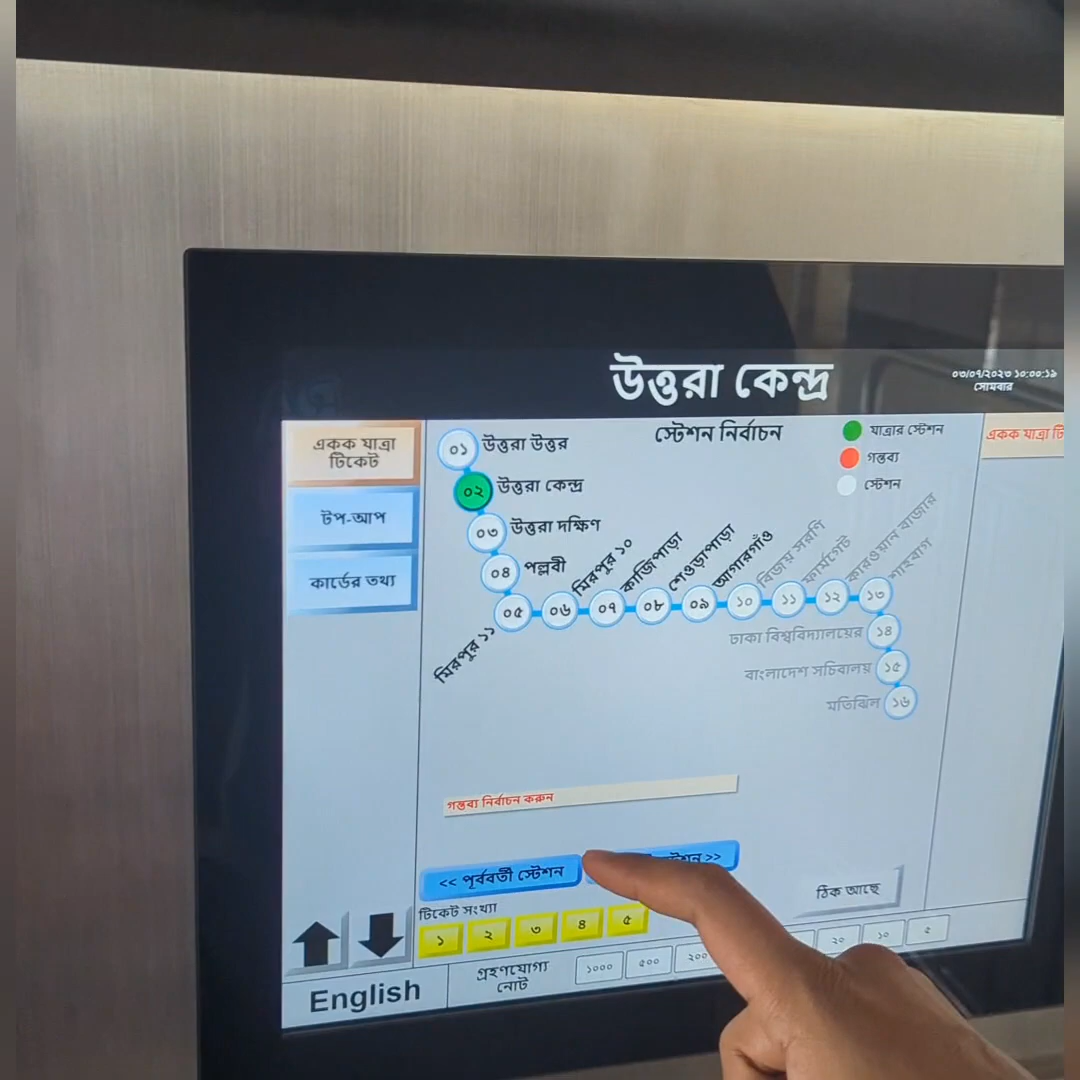 উত্তরা কেন্দ্র
০৩/০৭/২০২৩ ১০:০০:১৯
সোমবার
একক যাত্রা
টিকেট
টপ-আপ
কার্ডের তথ্য
স্টেশন নির্বাচন
যাত্রার স্টেশন
গন্তব্য
স্টেশন
একক যাত্রা
০১ উত্তরা উত্তর
০২ উত্তরা কেন্দ্র
০৩ উত্তরা দক্ষিণ
০৪ পল্লবী
০৫ মিরপুর ১১
০৬ মিরপুর ১০
০৭ কাজিপাড়া
০৮ শেওড়াপাড়া
০৯ আগারগাঁও
১০ বিজয় সরণি
১১ ফার্মগেট
১২ কারওয়ান বাজার
১৩ শাহবাগ
ঢাকা বিশ্ববিদ্যালয়ের ১৪
বাংলাদেশ সচিবালয় ১৫
মতিঝিল ১৬
গন্তব্য নির্বাচন করুন
<< পূর্ববর্তী স্টেশন
স্টেশন >>
ঠিক আছে
টিকেট সংখ্যা
১ ২ ৩ ৪ ৫
English
গ্রহণযোগ্য
নোট
১০০০ ৫০০ ২০০ ২০ ১০ ৫